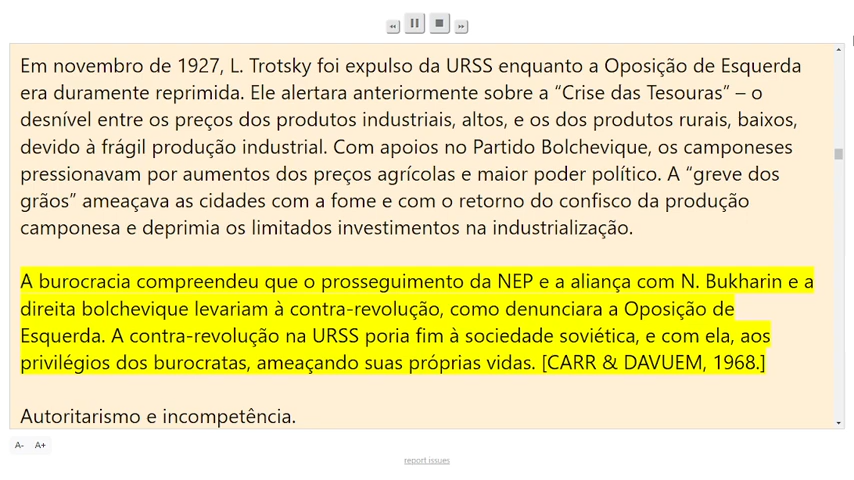 Em novembro de 1927, L. Trotsky foi expulso da URSS enquanto a Oposição de Esquerda
era duramente reprimida. Ele alertara anteriormente sobre a “Crise das Tesouras” – o
desnível entre os preços dos produtos industriais, altos, e os dos produtos rurais, baixos,
devido à frágil produção industrial. Com apoios no Partido Bolchevique, os camponeses
pressionavam por aumentos dos preços agrícolas e maior poder político. A “greve dos
grãos” ameaçava as cidades com a fome e com o retorno do confisco da produção
camponesa e deprimia os limitados investimentos na industrialização.
A burocracia compreendeu que o prosseguimento da NEP e a aliança com N. Bukharin e a
direita bolchevique levariam à contra-revolução, como denunciara a Oposição de
Esquerda. A contra-revolução na URSS poria fim à sociedade soviética, e com ela, aos
privilégios dos burocratas, ameaçando suas próprias vidas. [CARR & DAVUEM, 1968.]
Autoritarismo e incompetência.
A- A+
report issues